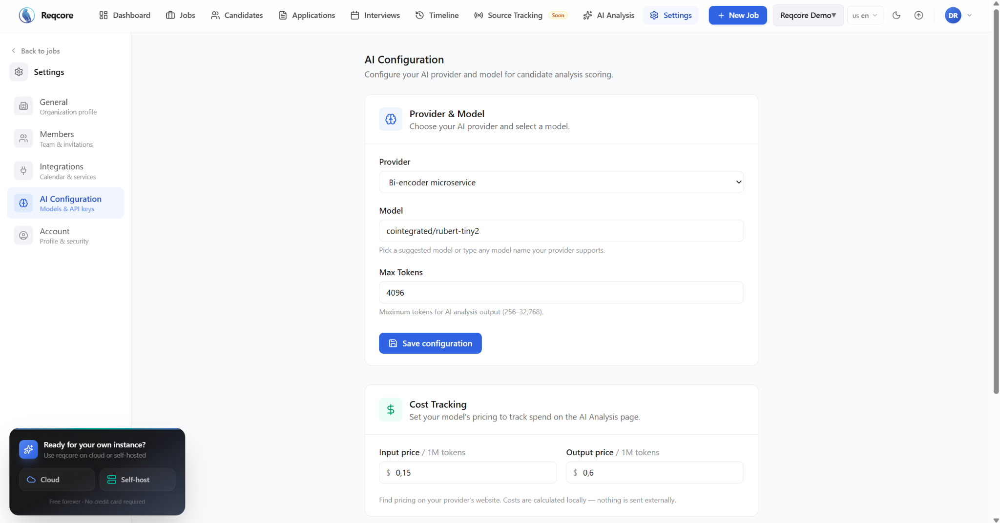 Reqcore
Dashboard
Jobs
Candidates
Applications
Interviews
Timeline
Source Tracking Soon
AI Analysis
Settings
+ New Job
Reqcore Demo▼
us en
DR
Back to jobs
Settings
General
Organization profile
Members
Team & invitations
Integrations
Calendar & services
AI Configuration
Models & API keys
Account
Profile & security
AI Configuration
Configure your AI provider and model for candidate analysis scoring.
Provider & Model
Choose your AI provider and select a model.
Provider
Bi-encoder microservice
Model
cointegrated/rubert-tiny2
Pick a suggested model or type any model name your provider supports.
Max Tokens
4096
Maximum tokens for AI analysis output (256–32,768).
Save configuration
Cost Tracking
Set your model's pricing to track spend on the AI Analysis page.
Input price / 1M tokens
$ 0,15
Output price / 1M tokens
$ 0,6
Find pricing on your provider's website. Costs are calculated locally — nothing is sent externally.
Ready for your own instance?
Use reqcore on cloud or self-hosted
Cloud
Self-host
Free forever · No credit card required